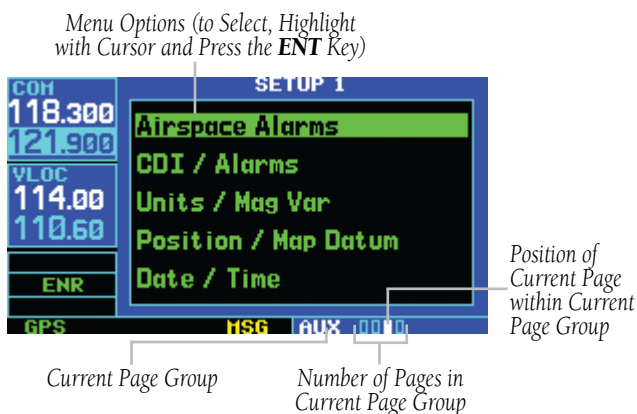 Menu Options (to Select, Highlight
with Cursor and Press the ENT Key)
COM
118.300
121.900
VLOC
114.00
110.60
ENR
GPS
SETUP 1
Airspace Alarms
CDI / Alarms
Units / Mag Var
Position / Map Datum
Date / Time
MSG
AUX
Position of
Current Page
within Current
Page Group
Current Page Group
Number of Pages in
Current Page Group